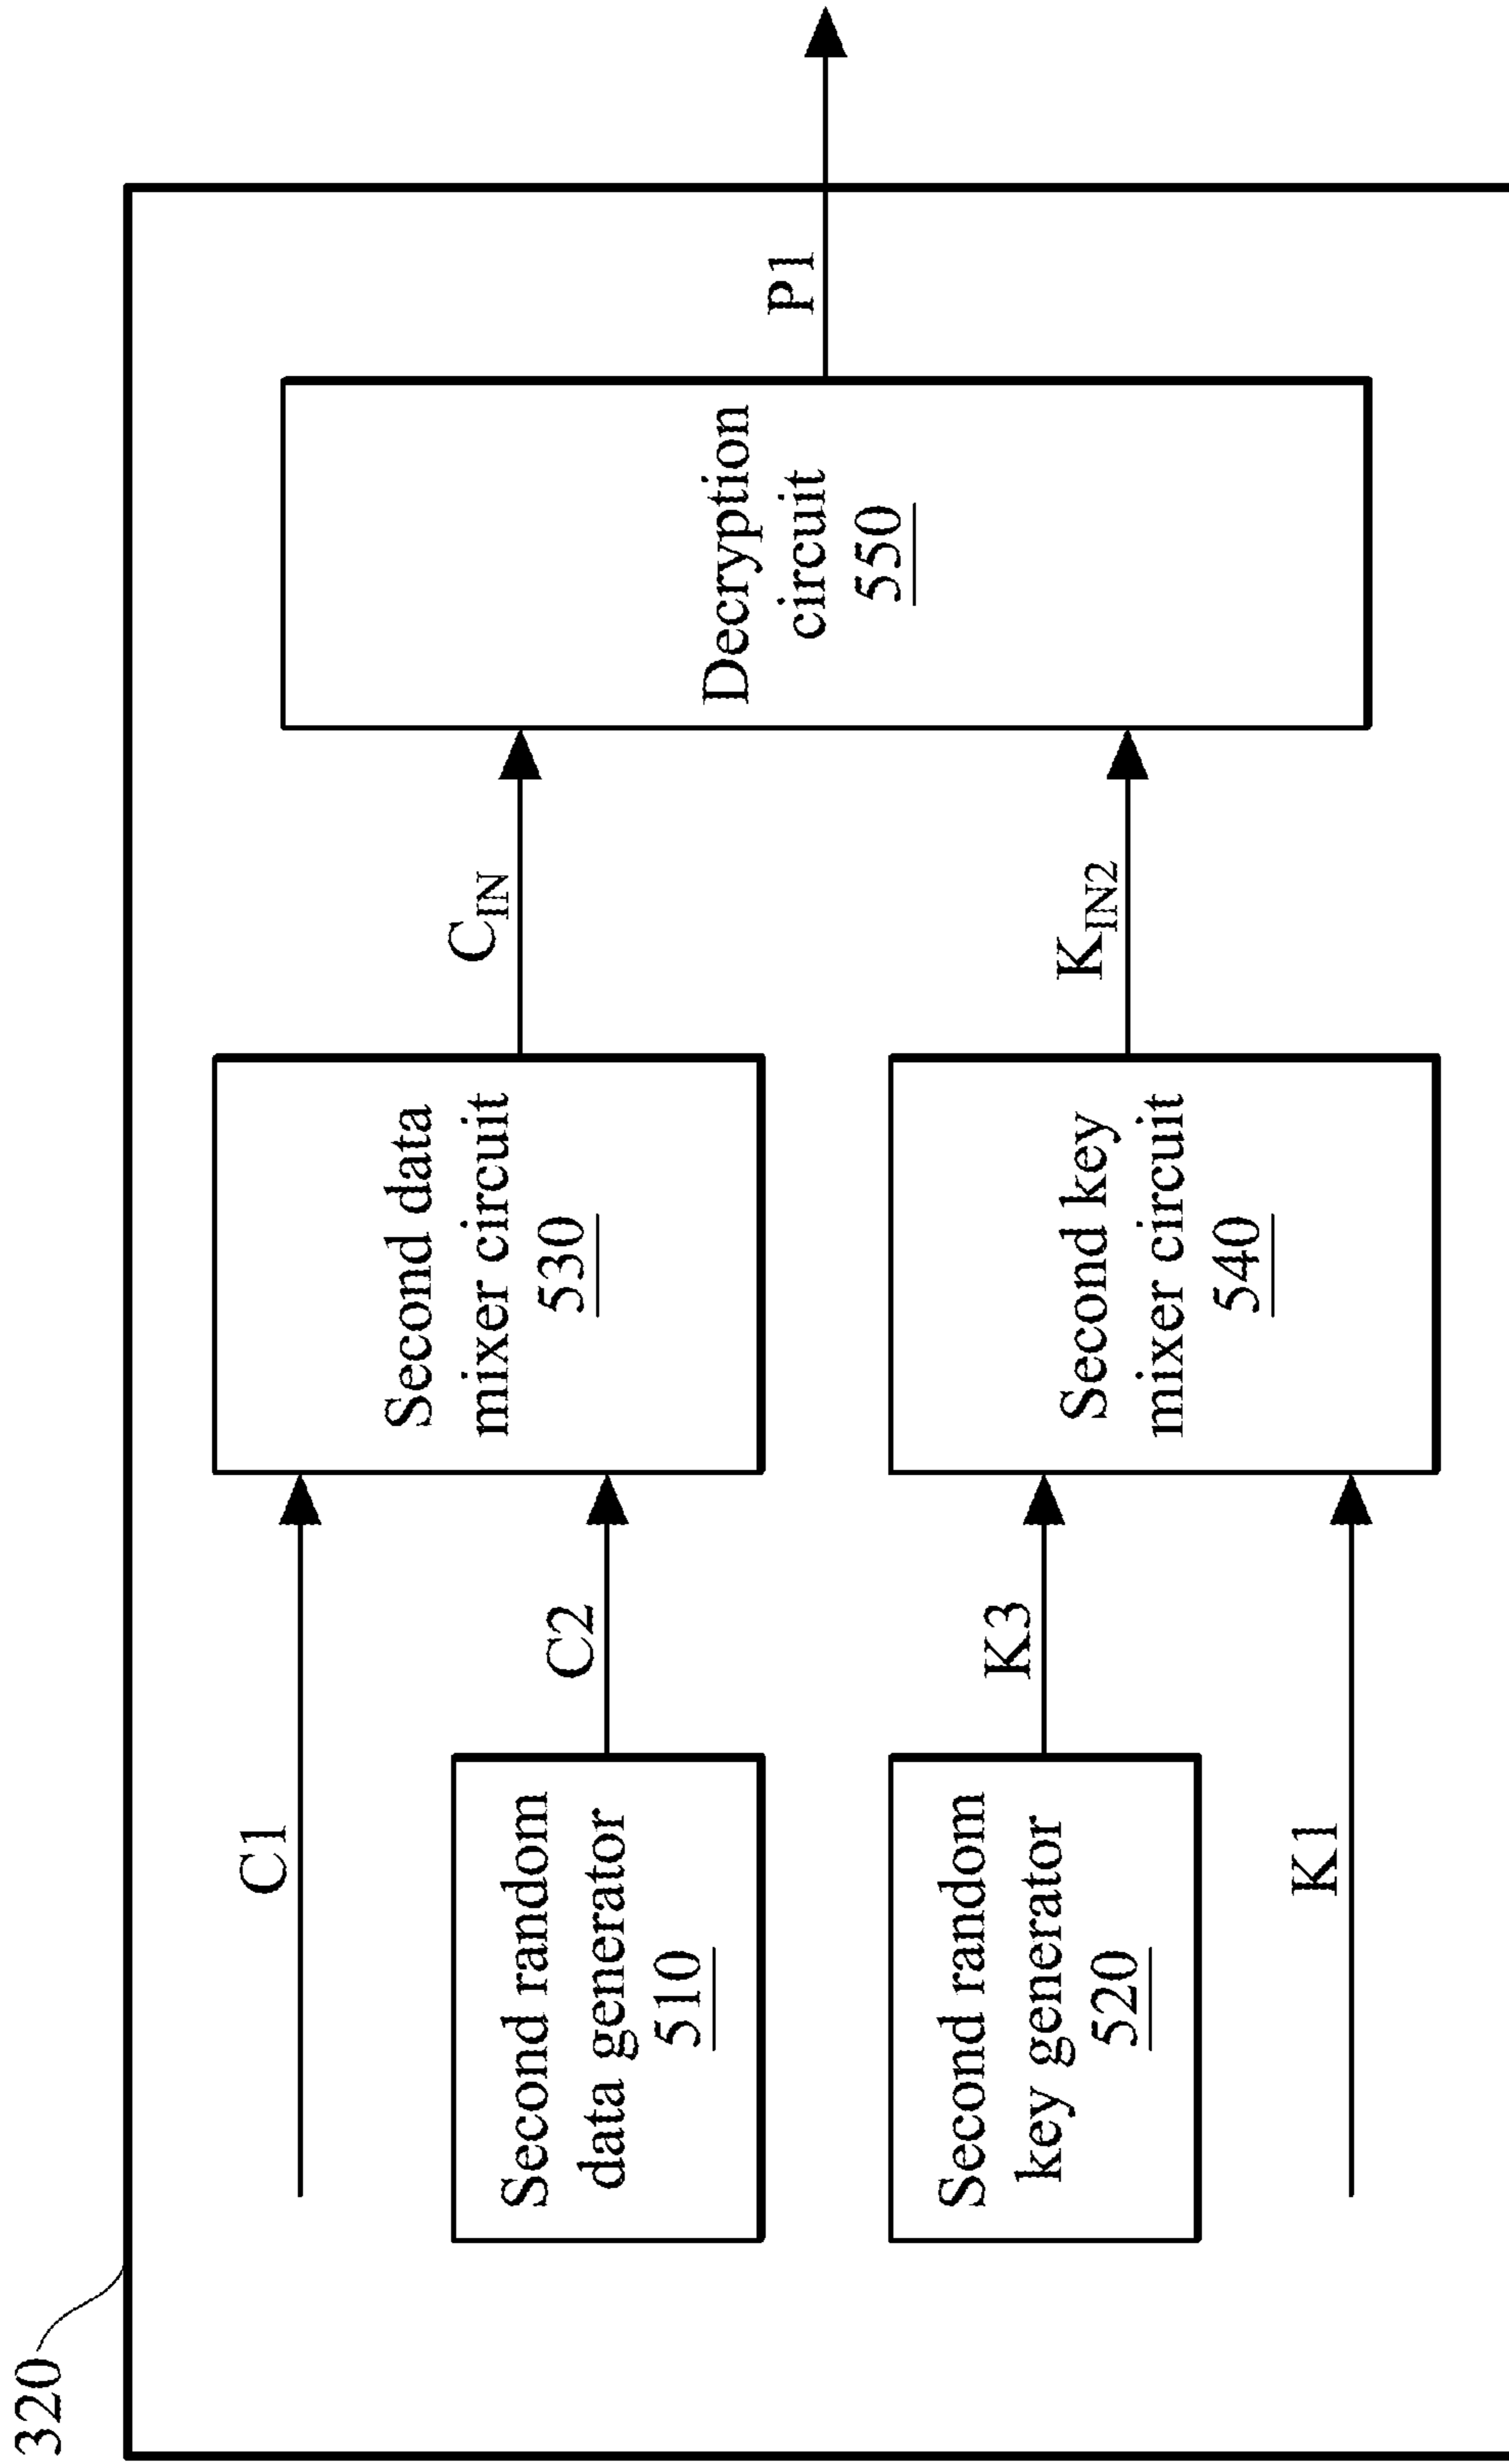 320
C1
Second random
data generator
510
C2
Second data
mixer circuit
530
C_IN
Second random
key generator
520
K3
K1
Second key
mixer circuit
540
K_IN2
Decryption
circuit
550
P1